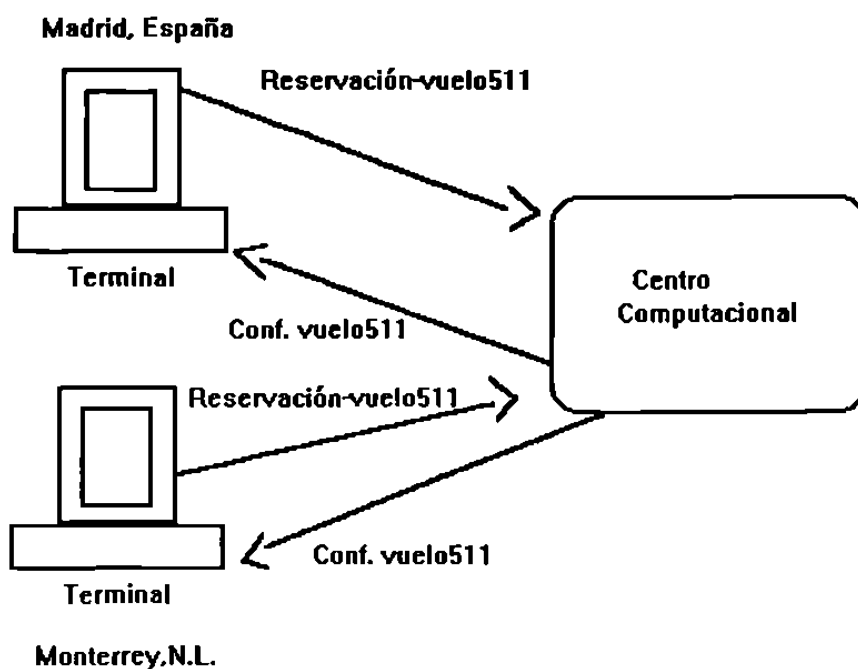 Madrid, España
Reservación-vuelo511
Terminal
Centro
Computacional
Conf. vuelo511
Reservación-vuelo511
Conf. vuelo511
Terminal
Monterrey,N.L.